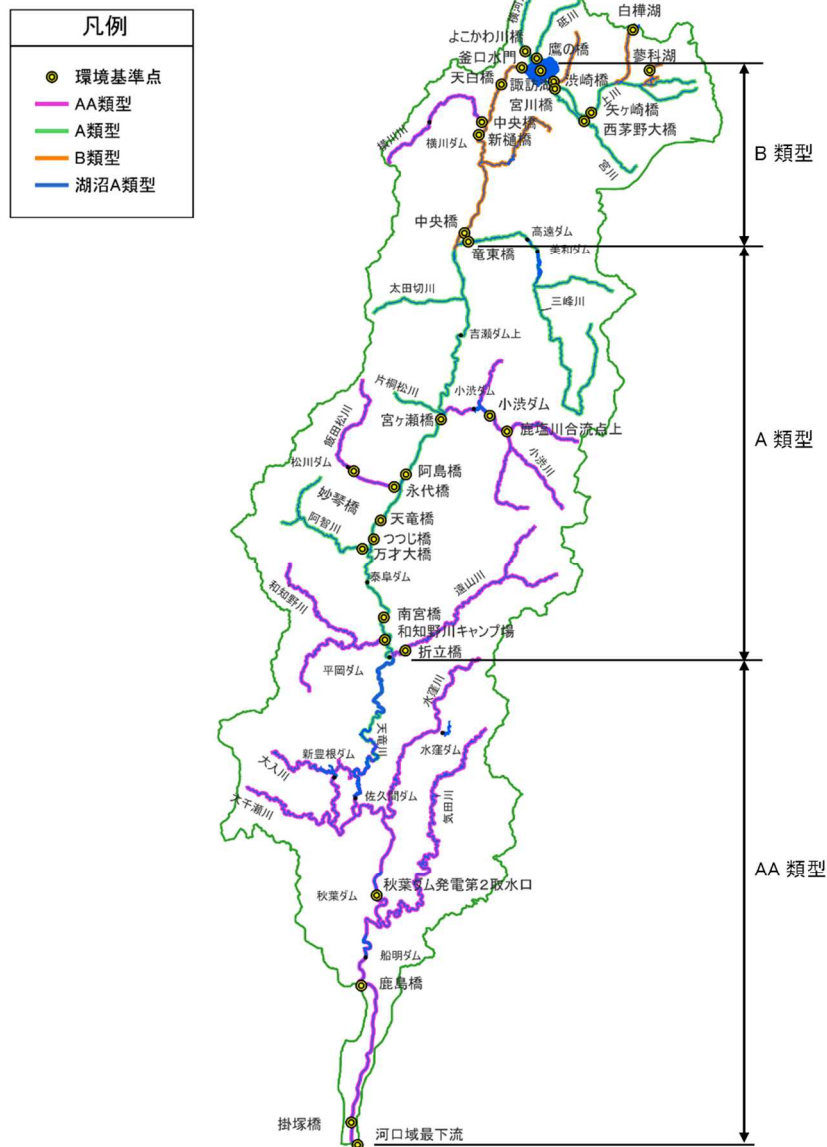 凡例
環境基準点
AA類型
A類型
B類型
湖沼A類型
砥川
白樺湖
よこかわ川橋
鷹の橋
釜口水門
蓼科湖
天白橋
諏訪湖
渋崎橋
宮川橋
上川
矢ヶ崎橋
中央橋
西茅野大橋
横川川
横川ダム
新樋橋
宮川
B 類型
中央橋
高遠ダム
竜東橋
美和ダム
太田切川
三峰川
吉瀬ダム上
片桐松川
小渋ダム
小渋ダム
宮ヶ瀬橋
鹿塩川合流点上
飯田松川
A 類型
小渋川
松川ダム
阿島橋
永代橋
妙琴橋
天竜橋
阿智川
つつじ橋
万才大橋
泰阜ダム
遠山川
和知野川
南宮橋
和知野川キャンプ場
折立橋
平岡ダム
水窪川
天竜川
水窪ダム
新豊根ダム
大入川
佐久間ダム
気田川
大千瀬川
AA 類型
秋葉ダム
秋葉ダム発電第2取水口
船明ダム
鹿島橋
掛塚橋
河口域最下流